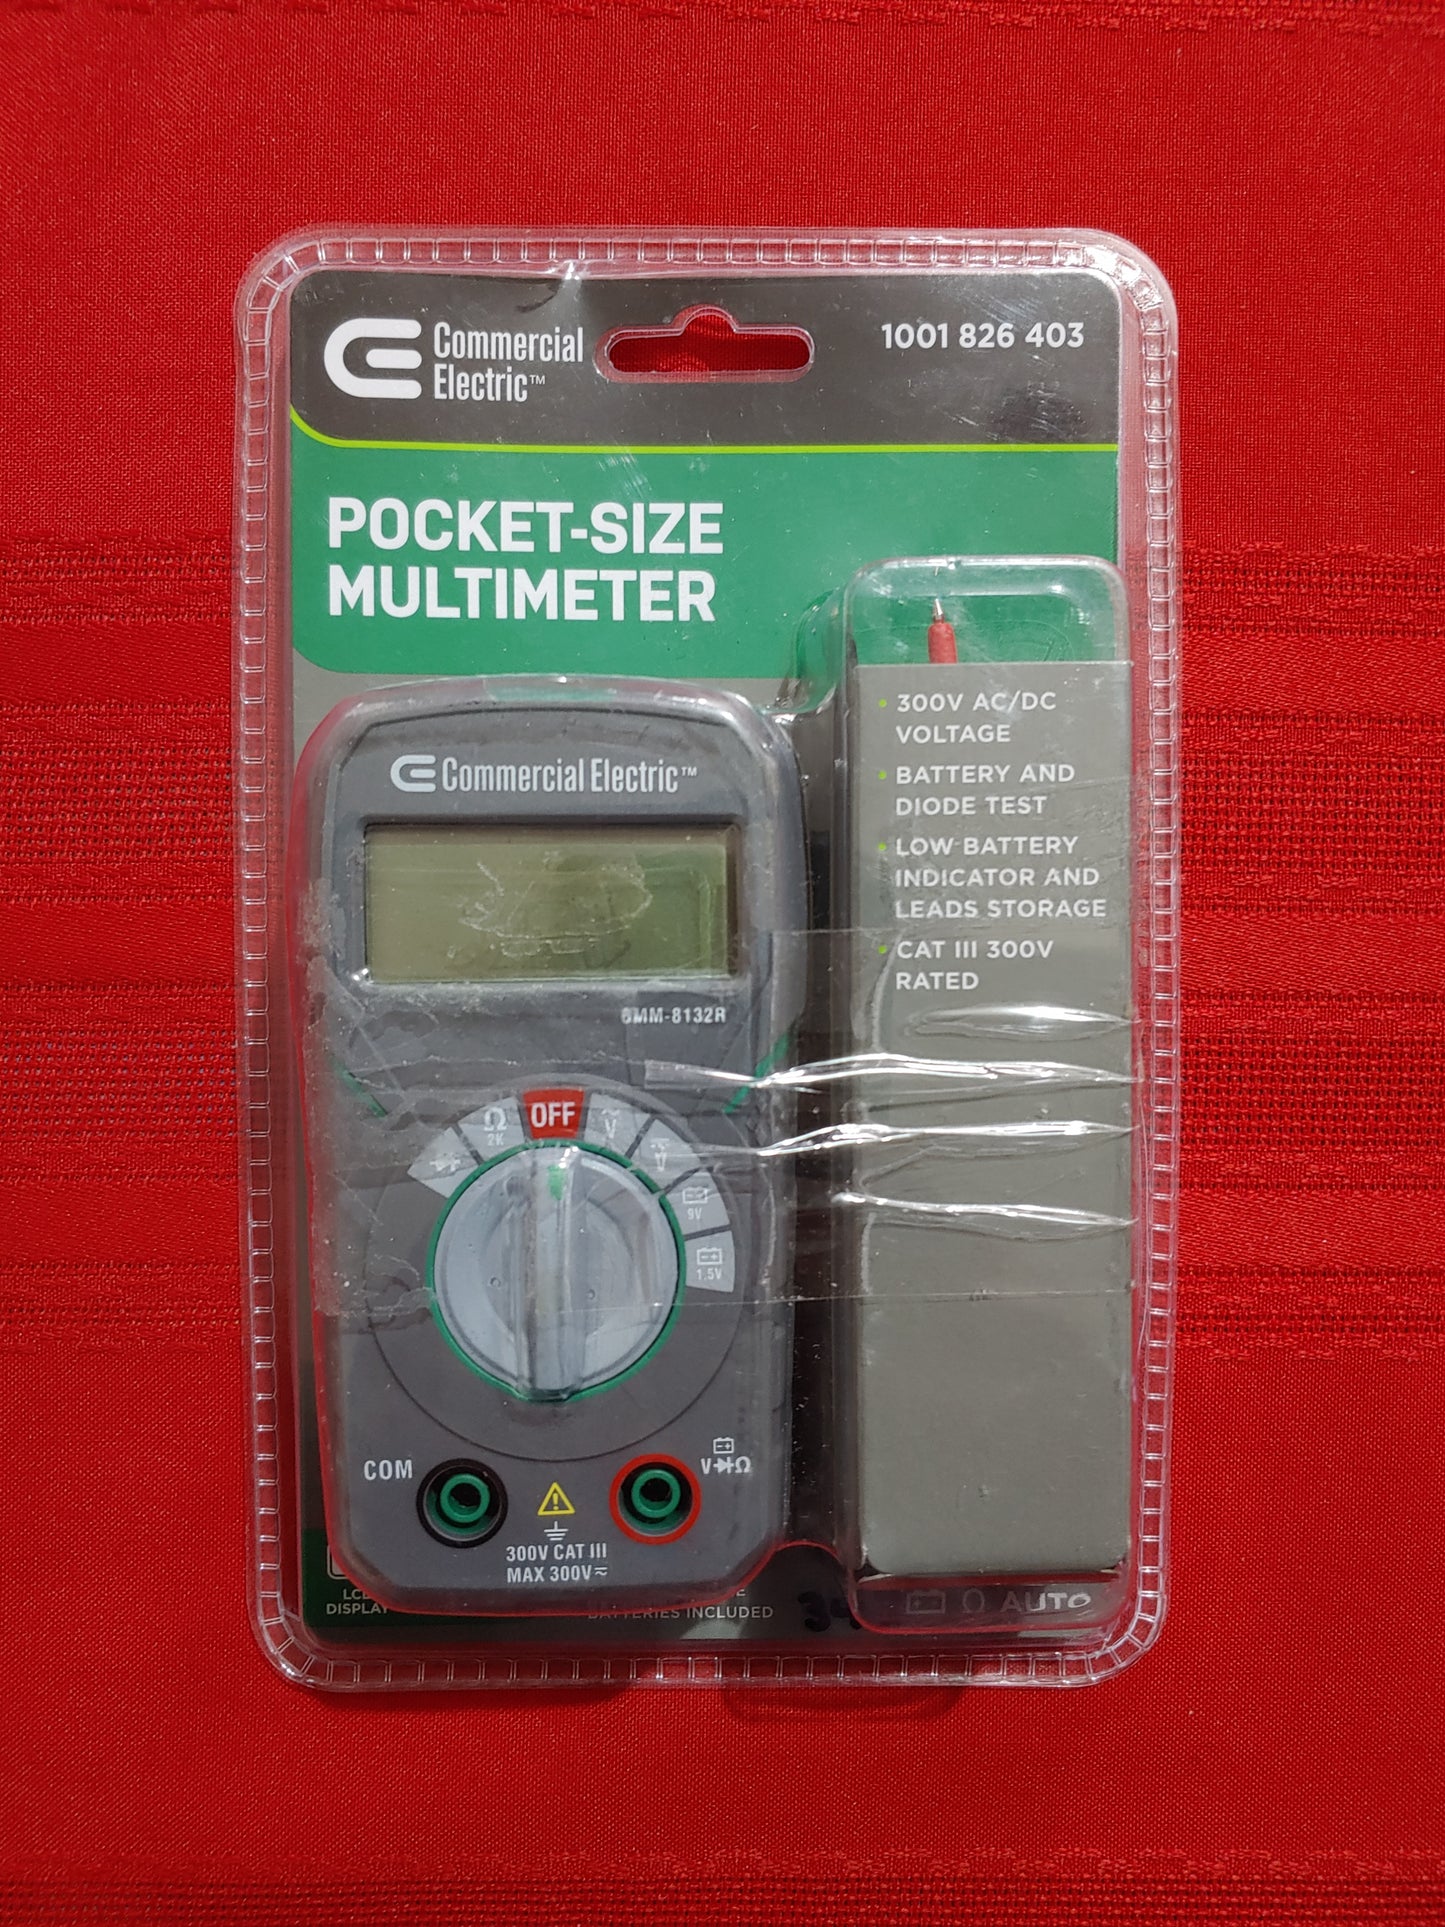 Commercial
Electric™
1001 826 403
POCKET-SIZE
MULTIMETER
300V AC/DC
VOLTAGE
BATTERY AND
DIODE TEST
LOW BATTERY
INDICATOR AND
LEADS STORAGE
CAT III 300V
RATED
Commercial Electric™
OFF
Ω
2K
V
V
9V
1.5V
COM
VΩ
300V CAT III
MAX 300V
DISPLAY
BATTERIES INCLUDED
Ω AUTO